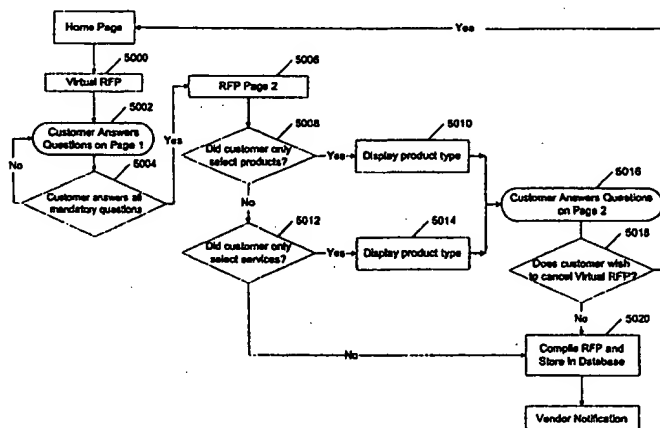 Home Page
Yes
5000
Virtual RFP
5002
Customer Answers
Questions on Page 1
No
5004
Customer answers all
mandatory questions
Yes
5006
RFP Page 2
5008
Did customer only
select products?
Yes
5010
Display product type
No
5012
Did customer only
select services?
Yes
5014
Display product type
5016
Customer Answers Questions
on Page 2
5018
Does customer wish
to cancel Virtual RFP?
No
No
5020
Compile RFP and
Store in Database
Vendor Notification